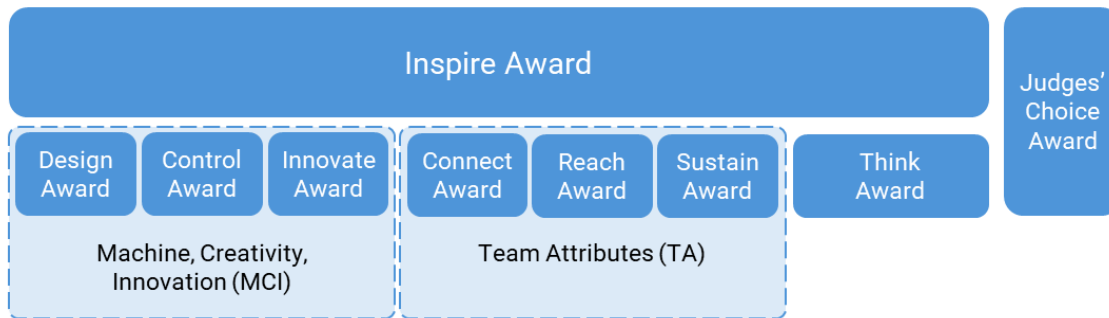 Inspire Award
Judges’
Choice
Award
Design
Award
Control
Award
Innovate
Award
Connect
Award
Reach
Award
Sustain
Award
Think
Award
Machine, Creativity,
Innovation (MCI)
Team Attributes (TA)